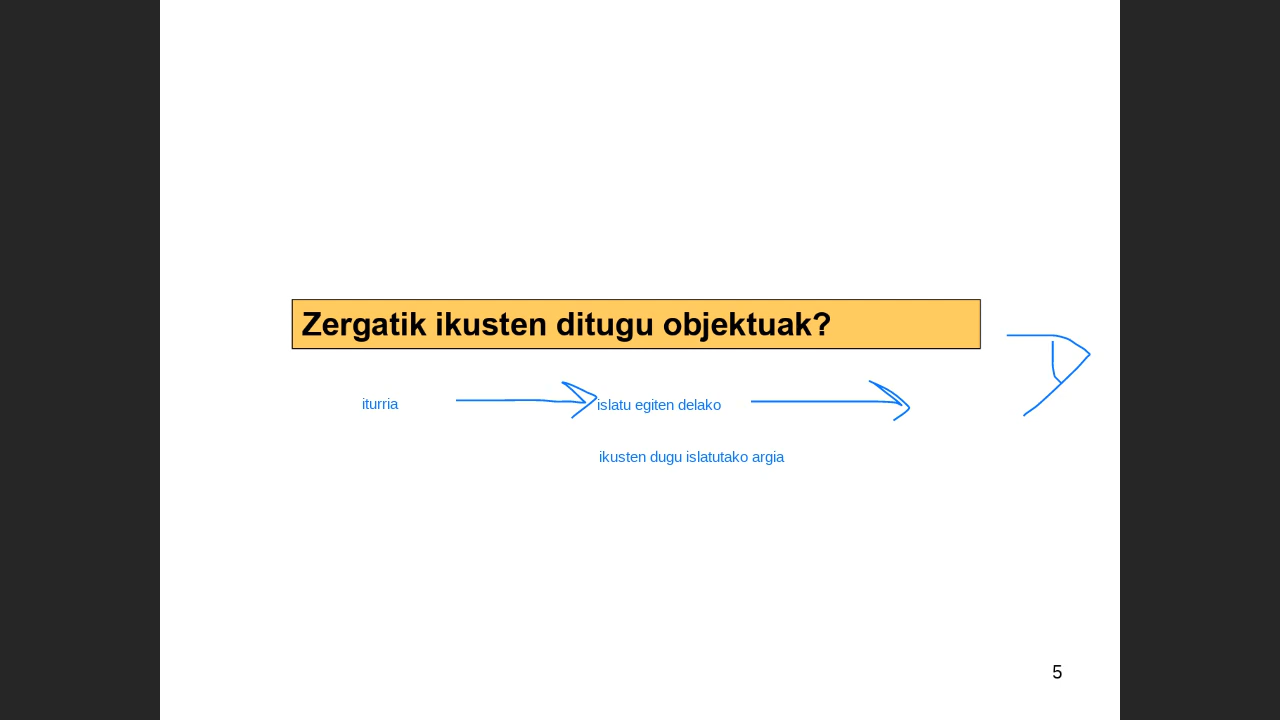 Zergatik ikusten ditugu objektuak?
iturria
islatu egiten delako
ikusten dugu islatutako argia
5